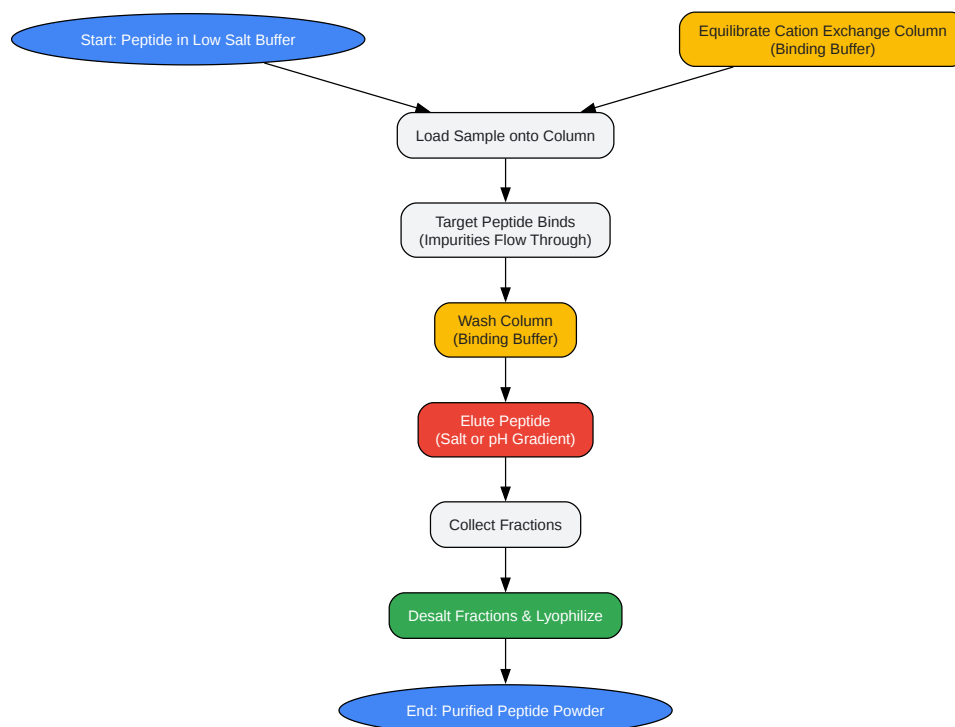 Start: Peptide in Low Salt Buffer
Equilibrate Cation Exchange Column
(Binding Buffer)
Load Sample onto Column
Target Peptide Binds
(Impurities Flow Through)
Wash Column
(Binding Buffer)
Elute Peptide
(Salt or pH Gradient)
Collect Fractions
Desalt Fractions & Lyophilize
End: Purified Peptide Powder